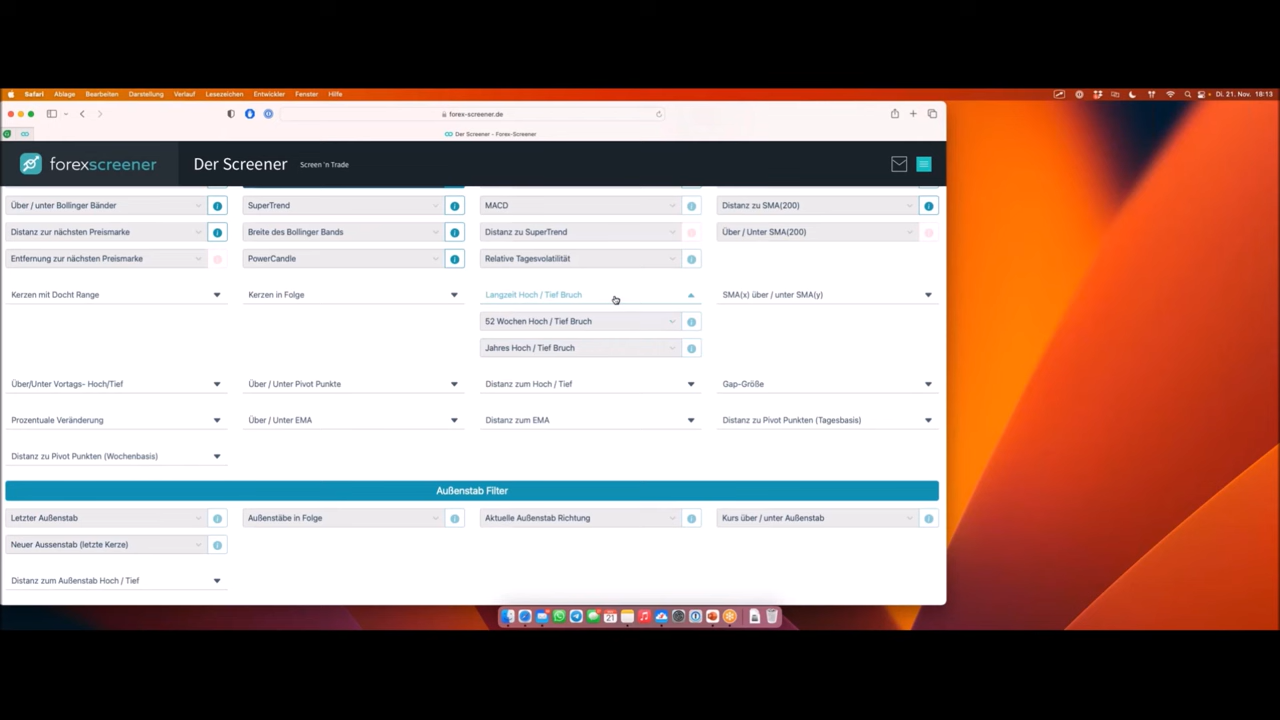 Safari Ablage Bearbeiten Darstellung Verlauf Lesezeichen Entwickler Fenster Hilfe Di. 21. Nov. 18:13
forex-screener.de
Der Screener - Forex-Screener
forexscreener Der Screener Screen 'n Trade
Über / unter Bollinger Bänder SuperTrend MACD Distanz zu SMA(200)
Distanz zur nächsten Preismarke Breite des Bollinger Bands Distanz zu SuperTrend Über / Unter SMA(200)
Entfernung zur nächsten Preismarke PowerCandle Relative Tagesvolatilität
Kerzen mit Docht Range Kerzen in Folge Langzeit Hoch / Tief Bruch SMA(x) über / unter SMA(y)
52 Wochen Hoch / Tief Bruch
Jahres Hoch / Tief Bruch
Über/Unter Vortags- Hoch/Tief Über / Unter Pivot Punkte Distanz zum Hoch / Tief Gap-Größe
Prozentuale Veränderung Über / Unter EMA Distanz zum EMA Distanz zu Pivot Punkten (Tagesbasis)
Distanz zu Pivot Punkten (Wochenbasis)
Außenstab Filter
Letzter Außenstab Außenstäbe in Folge Aktuelle Außenstab Richtung Kurs über / unter Außenstab
Neuer Aussenstab (letzte Kerze)
Distanz zum Außenstab Hoch / Tief